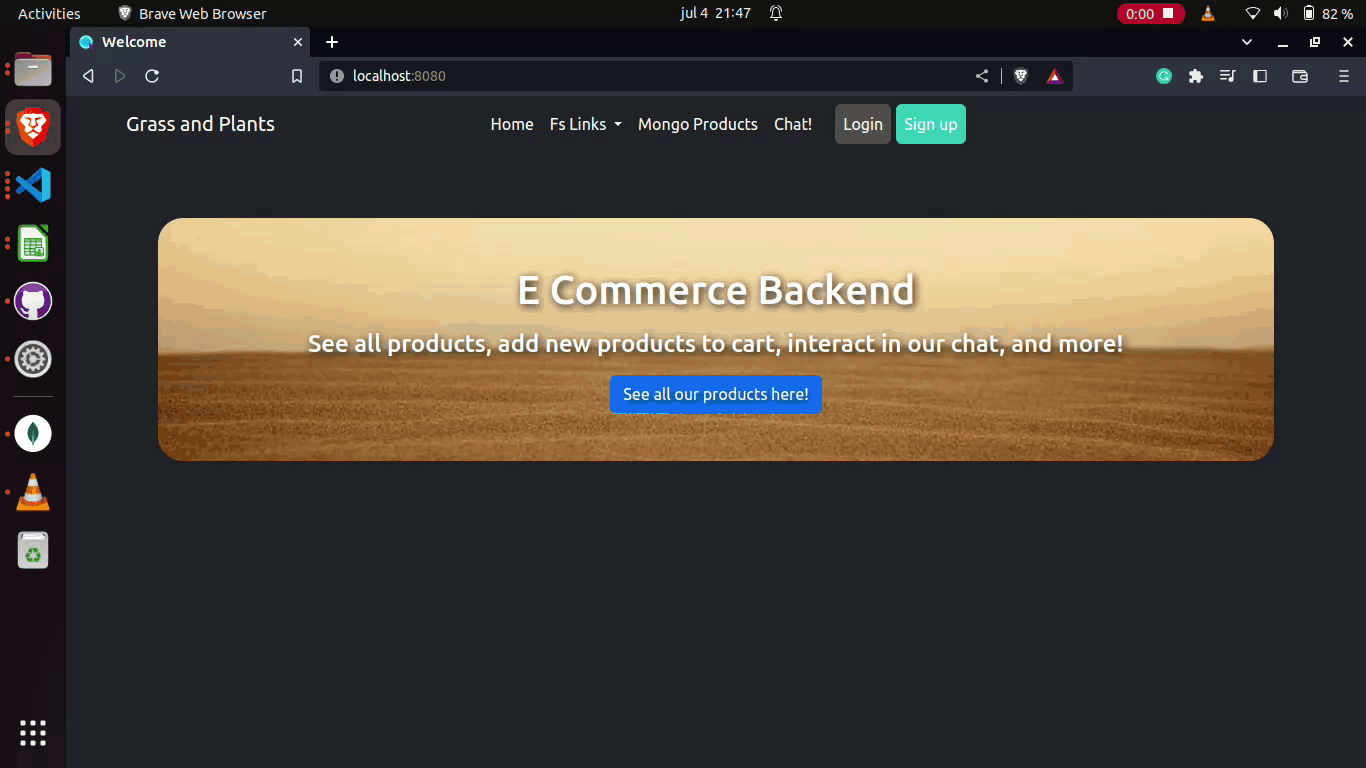 Activities Brave Web Browser jul 4 21:47 0:00 82 %
Welcome
localhost:8080
Grass and Plants Home Fs Links Mongo Products Chat! Login Sign up
E Commerce Backend
See all products, add new products to cart, interact in our chat, and more!
See all our products here!